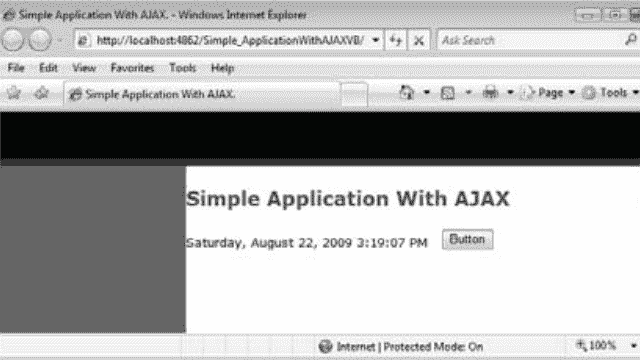 Simple Application With AJAX. - Windows Internet Explorer
http://localhost:4862/Simple_ApplicationWithAJAXVB/
Ask Search
File Edit View Favorites Tools Help
Simple Application With AJAX.
Page Tools
Simple Application With AJAX
Saturday, August 22, 2009 3:19:07 PM Button
Internet | Protected Mode: On 100%